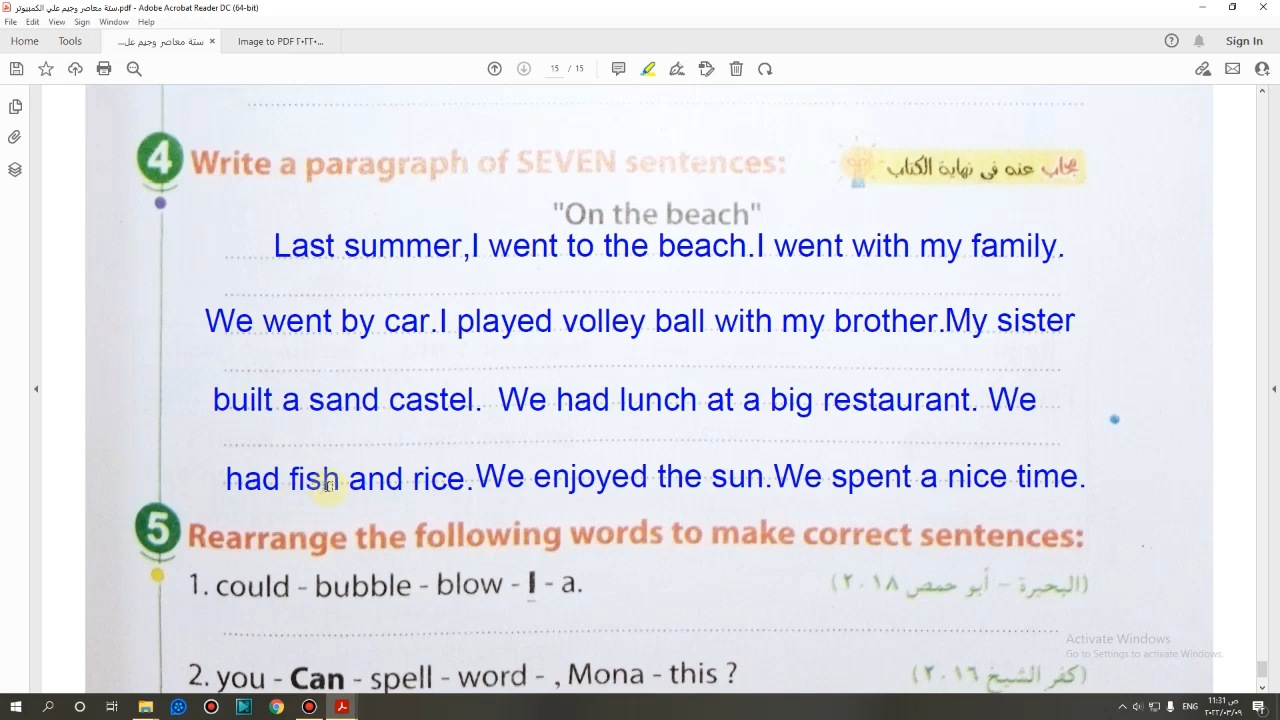 ستة معاصر وجيم علي الكمبيوتر.pdf - Adobe Acrobat Reader DC (64-bit)
File Edit View Sign Window Help
Home Tools ستة معاصر وجيم عل... × Image to PDF ٢٠٢٢٠... Sign In
15 / 15
4 Write a paragraph of SEVEN sentences: يجاب عنه فى نهاية الكتاب
"On the beach"
Last summer,I went to the beach.I went with my family.
We went by car.I played volley ball with my brother.My sister
built a sand castel. We had lunch at a big restaurant. We
had fish and rice.We enjoyed the sun.We spent a nice time.
5 Rearrange the following words to make correct sentences:
1. could - bubble - blow - I - a. (البحيرة - أبو حمص ٢٠١٨)
Activate Windows
Go to Settings to activate Windows.
2. you - Can - spell - word - , Mona - this ? (كفر الشيخ ٢٠١٦)
ENG ص 11:31
٢٠٢٢/٠٣/٠٩